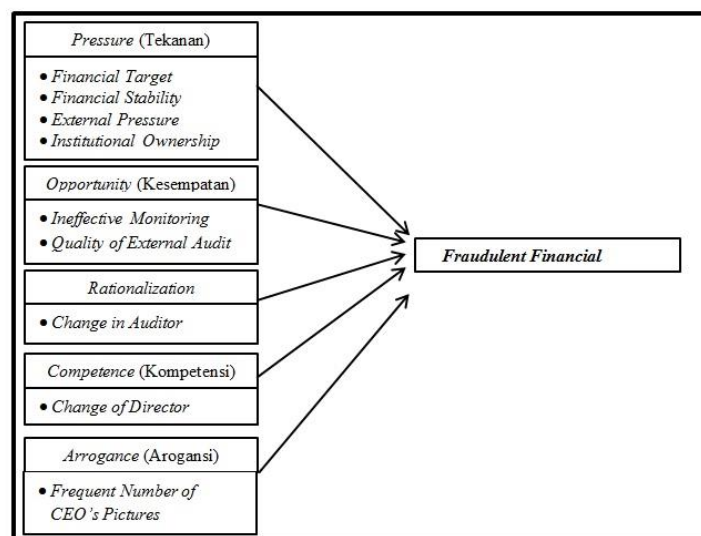 Pressure (Tekanan)
• Financial Target
• Financial Stability
• External Pressure
• Institutional Ownership
Opportunity (Kesempatan)
• Ineffective Monitoring
• Quality of External Audit
Rationalization
• Change in Auditor
Competence (Kompetensi)
• Change of Director
Arrogance (Arogansi)
• Frequent Number of
CEO's Pictures
Fraudulent Financial